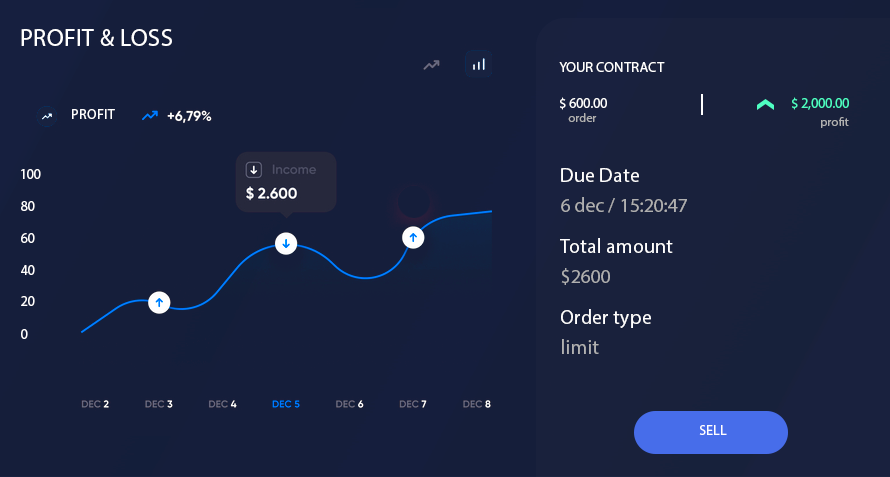 PROFIT & LOSS
PROFIT +6,79%
100
80
60
40
20
0
Income
$ 2.600
DEC 2 DEC 3 DEC 4 DEC 5 DEC 6 DEC 7 DEC 8
YOUR CONTRACT
$ 600.00 $ 2,000.00
order profit
Due Date
6 dec / 15:20:47
Total amount
$2600
Order type
limit
SELL